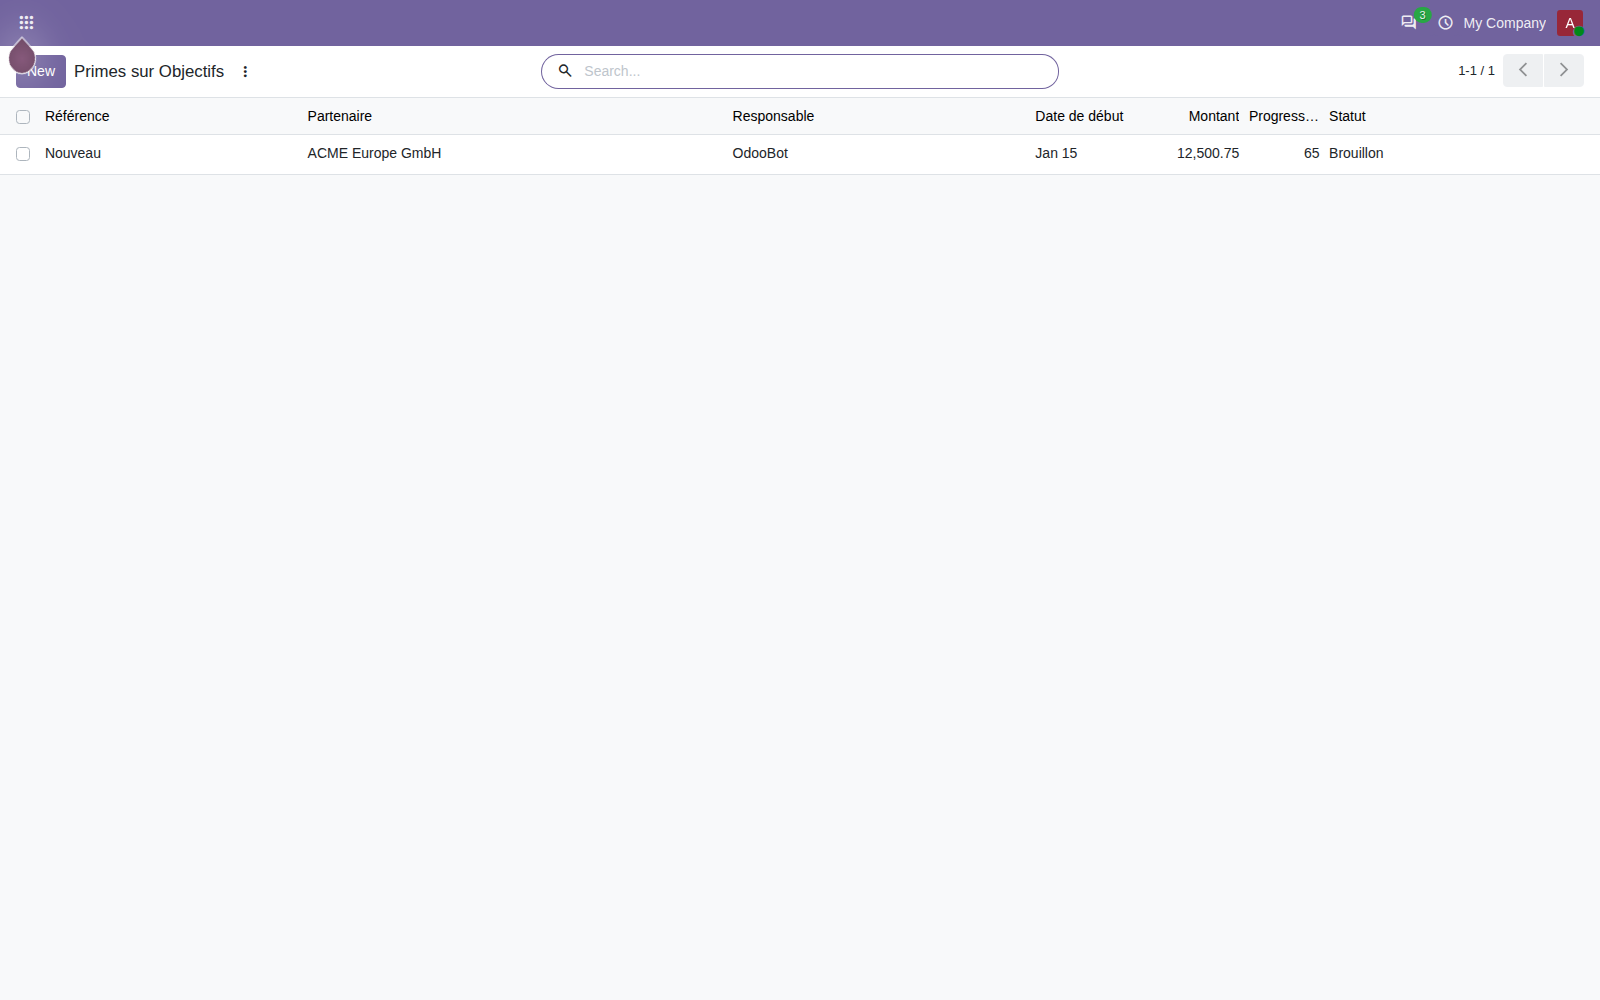 3 My Company A
New Primes sur Objectifs Search... 1-1 / 1
Référence Partenaire Responsable Date de début Montant Progress... Statut
Nouveau ACME Europe GmbH OdooBot Jan 15 12,500.75 65 Brouillon